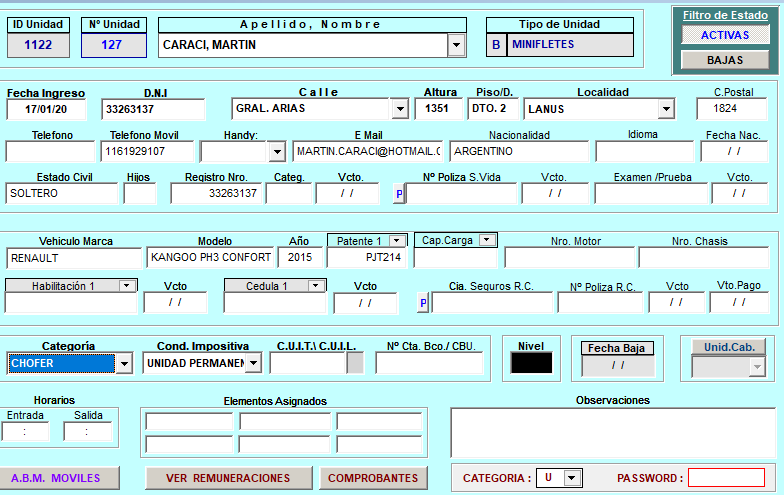 ID Unidad Nº Unidad Apellido, Nombre Tipo de Unidad Filtro de Estado
1122 127 CARACI, MARTIN B MINIFLETES ACTIVAS
BAJAS
Fecha Ingreso D.N.I Calle Altura Piso/D. Localidad C.Postal
17/01/20 33263137 GRAL. ARIAS 1351 DTO. 2 LANUS 1824
Telefono Telefono Movil Handy: E Mail Nacionalidad Idioma Fecha Nac.
1161929107 MARTIN.CARACI@HOTMAIL.C ARGENTINO / /
Estado Civil Hijos Registro Nro. Categ. Vcto. Nº Poliza S.Vida Vcto. Examen /Prueba Vcto.
SOLTERO 33263137 / / P / / / /
Vehiculo Marca Modelo Año Patente 1 Cap.Carga Nro. Motor Nro. Chasis
RENAULT KANGOO PH3 CONFORT 2015 PJT214
Habilitación 1 Vcto Cedula 1 Vcto Cia. Seguros R.C. Nº Poliza R.C. Vcto Vto.Pago
/ / / / P / / / /
Categoría Cond. Impositiva C.U.I.T.\ C.U.I.L. Nº Cta. Bco./ CBU. Nivel Fecha Baja Unid.Cab.
CHOFER UNIDAD PERMANEN / /
Horarios Elementos Asignados Observaciones
Entrada Salida
: :
A.B.M. MOVILES VER REMUNERACIONES COMPROBANTES CATEGORIA : U PASSWORD :